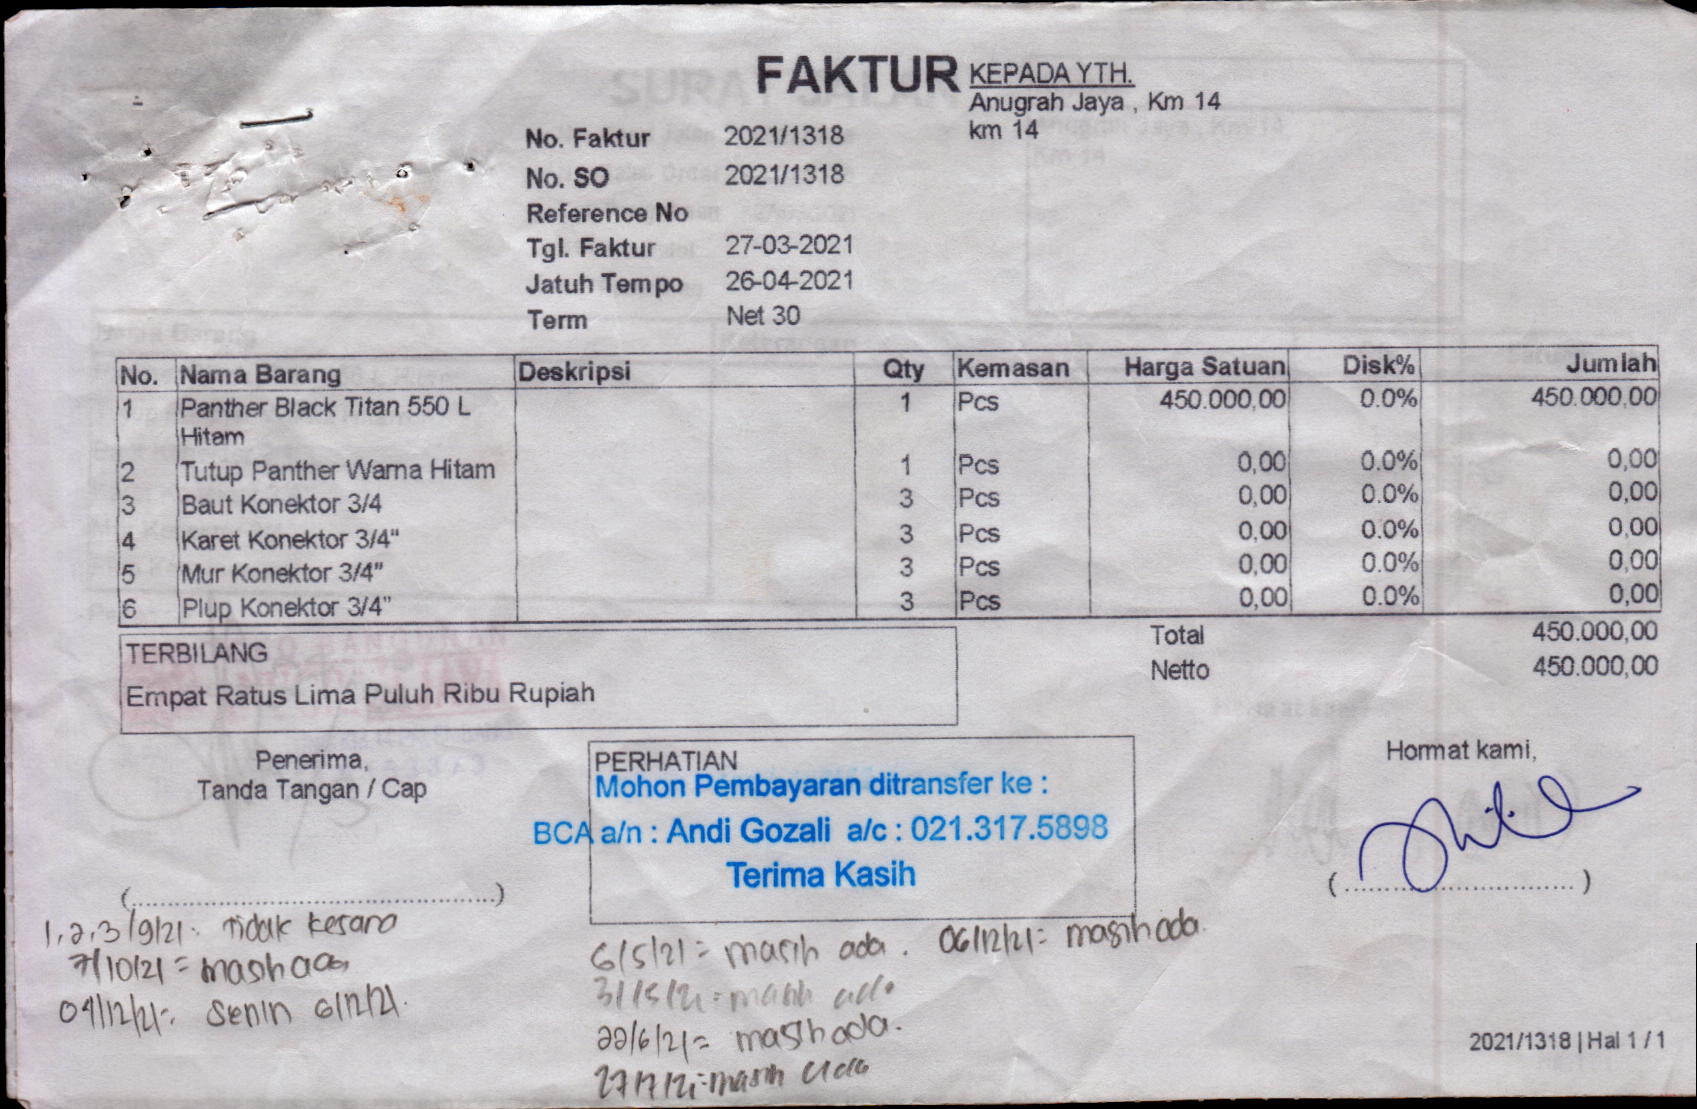 FAKTUR
KEPADA YTH.
Anugrah Jaya , Km 14
km 14
No. Faktur 2021/1318
No. SO 2021/1318
Reference No
Tgl. Faktur 27-03-2021
Jatuh Tempo 26-04-2021
Term Net 30
No. Nama Barang Deskripsi Qty Kemasan Harga Satuan Disk% Jumlah
1 Panther Black Titan 550 L 1 Pcs 450.000,00 0.0% 450.000,00
Hitam
2 Tutup Panther Warna Hitam 1 Pcs 0,00 0.0% 0,00
3 Baut Konektor 3/4 3 Pcs 0,00 0.0% 0,00
4 Karet Konektor 3/4" 3 Pcs 0,00 0.0% 0,00
5 Mur Konektor 3/4" 3 Pcs 0,00 0.0% 0,00
6 Plup Konektor 3/4" 3 Pcs 0,00 0.0% 0,00
Total 450.000,00
Netto 450.000,00
TERBILANG
Empat Ratus Lima Puluh Ribu Rupiah
Penerima,
Tanda Tangan / Cap
(..................................................)
PERHATIAN
Mohon Pembayaran ditransfer ke :
BCA a/n : Andi Gozali a/c : 021.317.5898
Terima Kasih
Hormat kami,
( ................................ )
1,2,3/9/21: Tidak kesana
7/10/21 = masih ada
04/12/21: Senin 6/12/21.
6/5/21 = masih ada. 06/12/21 = masih ada.
31/5/21 = masih ada
22/6/21 = masih ada.
27/7/21 = masih ada
2021/1318 | Hal 1 / 1